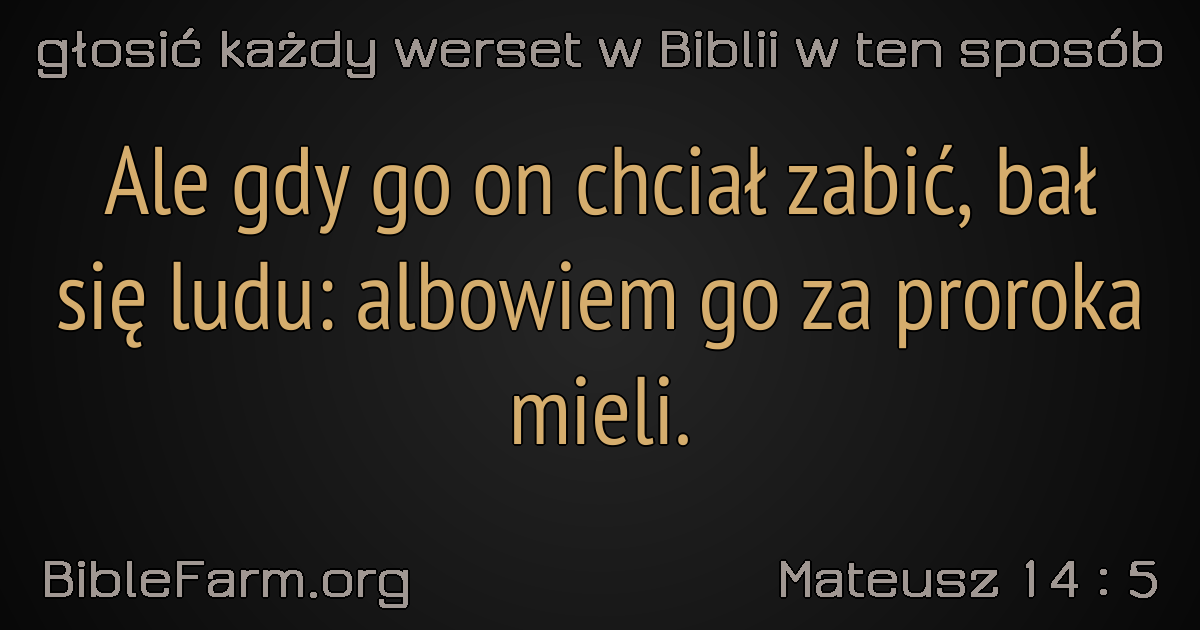 głosić każdy werset w Biblii w ten sposób
Ale gdy go on chciał zabić, bał
się ludu: albowiem go za proroka
mieli.
BibleFarm.org
Mateusz 14 : 5